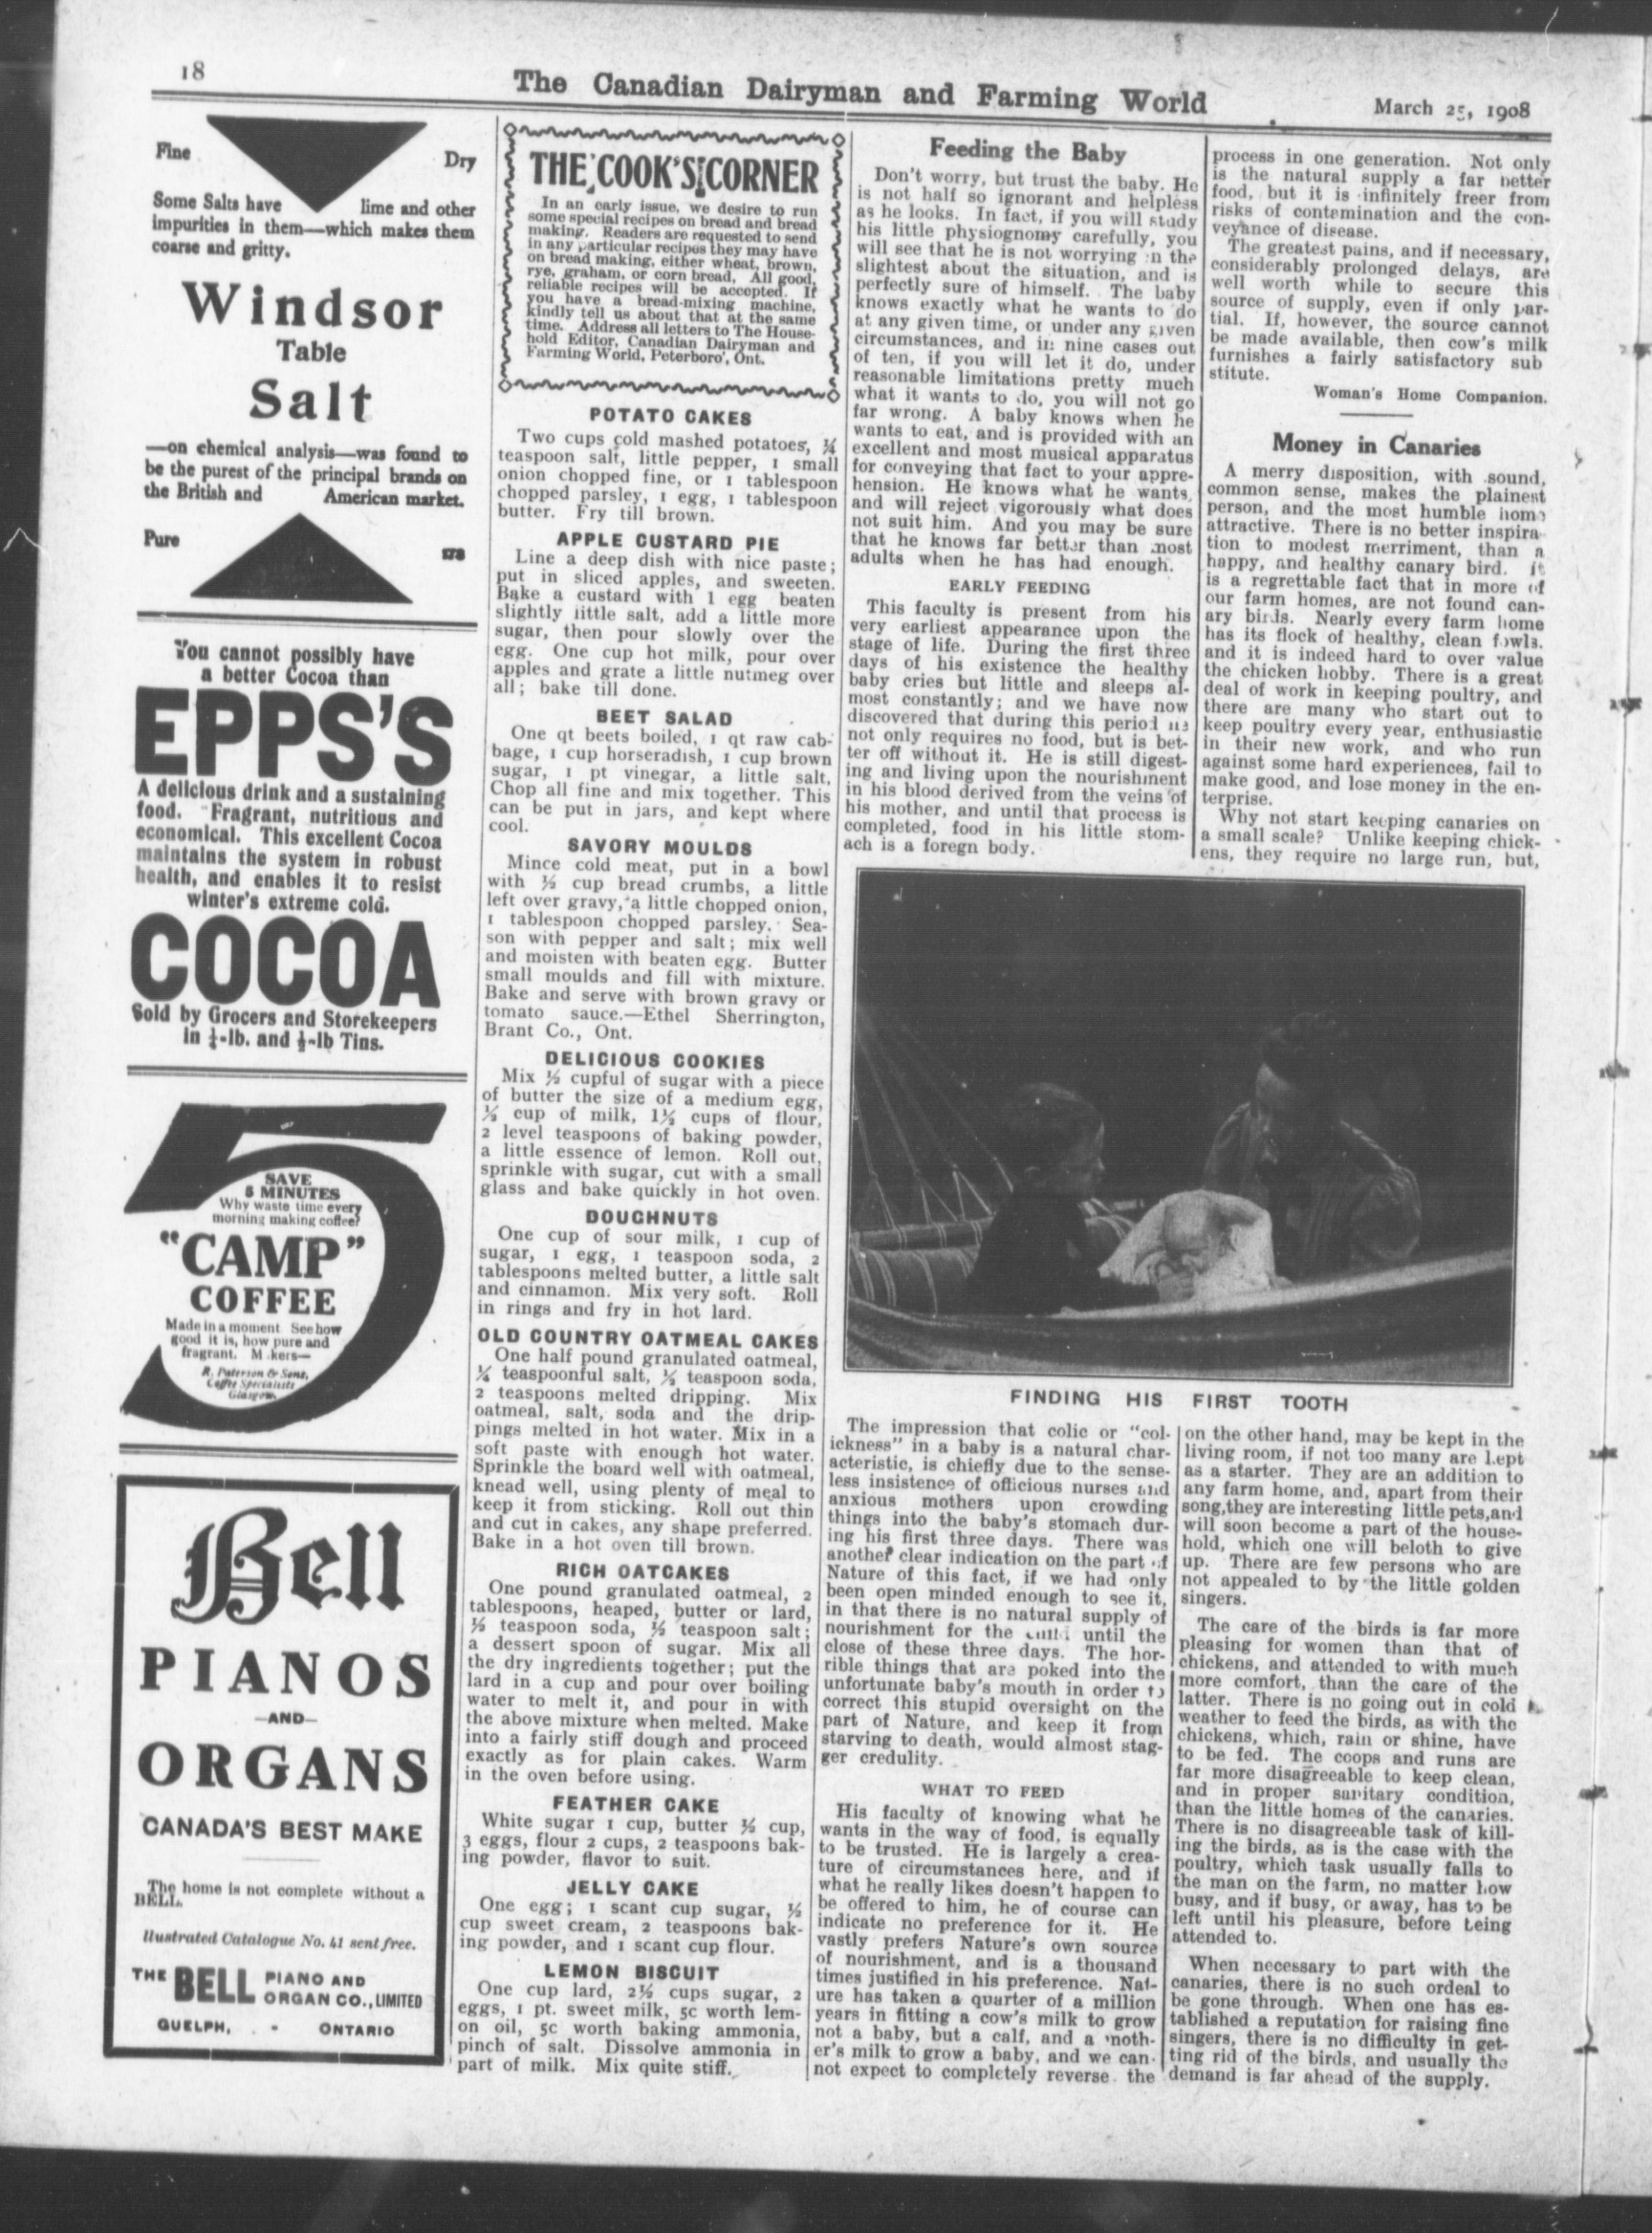 18
The Canadian Dairyman and Farming World
March 25, 1908
Fine
Dry
Some Salts have lime and other
impurities in them—which makes them
coarse and gritty.
Windsor
Table
Salt
—on chemical analysis—was found to
be the purest of the principal brands on
the British and American market.
Pure
You cannot possibly have
a better Cocoa than
EPPS'S
A delicious drink and a sustaining
food. Fragrant, nutritious and
economical. This excellent Cocoa
maintains the system in robust
health, and enables it to resist
winter's extreme cold.
COCOA
Sold by Grocers and Storekeepers
in ¼-lb. and ½-lb Tins.
5
SAVE
5 MINUTES
Why waste time every
morning making coffee?
"CAMP"
COFFEE
Made in a moment See how
good it is, how pure and
fragrant. M kers—
R. Paterson & Sons,
Coffee Specialists
Glasgow.
Bell
PIANOS
—AND—
ORGANS
CANADA'S BEST MAKE
The home is not complete without a
BELL.
Illustrated Catalogue No. 41 sent free.
THE BELL PIANO AND
ORGAN CO., LIMITED
GUELPH, - ONTARIO
THE COOK'S CORNER
In an early issue, we desire to run
some special recipes on bread and bread
making. Readers are requested to send
in any particular recipes they may have
on bread making, either wheat, brown,
rye, graham, or corn bread, All good,
reliable recipes will be accepted. If
you have a bread-mixing machine,
kindly tell us about that at the same
time. Address all letters to The House-
hold Editor, Canadian Dairyman and
Farming World, Peterboro', Ont.
POTATO CAKES
Two cups cold mashed potatoes, ¼
teaspoon salt, little pepper, 1 small
onion chopped fine, or 1 tablespoon
chopped parsley, 1 egg, 1 tablespoon
butter. Fry till brown.
APPLE CUSTARD PIE
Line a deep dish with nice paste;
put in sliced apples, and sweeten.
Bake a custard with 1 egg beaten
slightly little salt, add a little more
sugar, then pour slowly over the
egg. One cup hot milk, pour over
apples and grate a little nutmeg over
all; bake till done.
BEET SALAD
One qt beets boiled, 1 qt raw cab-
bage, 1 cup horseradish, 1 cup brown
sugar, 1 pt vinegar, a little salt,
Chop all fine and mix together. This
can be put in jars, and kept where
cool.
SAVORY MOULDS
Mince cold meat, put in a bowl
with ½ cup bread crumbs, a little
left over gravy, a little chopped onion,
1 tablespoon chopped parsley. Sea-
son with pepper and salt; mix well
and moisten with beaten egg. Butter
small moulds and fill with mixture.
Bake and serve with brown gravy or
tomato sauce.—Ethel Sherrington,
Brant Co., Ont.
DELICIOUS COOKIES
Mix ½ cupful of sugar with a piece
of butter the size of a medium egg,
½ cup of milk, 1½ cups of flour,
2 level teaspoons of baking powder,
a little essence of lemon. Roll out,
sprinkle with sugar, cut with a small
glass and bake quickly in hot oven.
DOUGHNUTS
One cup of sour milk, 1 cup of
sugar, 1 egg, 1 teaspoon soda, 2
tablespoons melted butter, a little salt
and cinnamon. Mix very soft. Roll
in rings and fry in hot lard.
OLD COUNTRY OATMEAL CAKES
One half pound granulated oatmeal,
¼ teaspoonful salt, ½ teaspoon soda,
2 teaspoons melted dripping. Mix
oatmeal, salt, soda and the drip-
pings melted in hot water. Mix in a
soft paste with enough hot water.
Sprinkle the board well with oatmeal,
knead well, using plenty of meal to
keep it from sticking. Roll out thin
and cut in cakes, any shape preferred.
Bake in a hot oven till brown.
RICH OATCAKES
One pound granulated oatmeal, 2
tablespoons, heaped, butter or lard,
½ teaspoon soda, ½ teaspoon salt;
a dessert spoon of sugar. Mix all
the dry ingredients together; put the
lard in a cup and pour over boiling
water to melt it, and pour in with
the above mixture when melted. Make
into a fairly stiff dough and proceed
exactly as for plain cakes. Warm
in the oven before using.
FEATHER CAKE
White sugar 1 cup, butter ½ cup,
3 eggs, flour 2 cups, 2 teaspoons bak-
ing powder, flavor to suit.
JELLY CAKE
One egg; 1 scant cup sugar, ½
cup sweet cream, 2 teaspoons bak-
ing powder, and 1 scant cup flour.
LEMON BISCUIT
One cup lard, 2½ cups sugar, 2
eggs, 1 pt. sweet milk, 5c worth lem-
on oil, 5c worth baking ammonia,
pinch of salt. Dissolve ammonia in
part of milk. Mix quite stiff.
Feeding the Baby
Don't worry, but trust the baby. He
is not half so ignorant and helpless
as he looks. In fact, if you will study
his little physiognomy carefully, you
will see that he is not worrying in the
slightest about the situation, and is
perfectly sure of himself. The baby
knows exactly what he wants to do
at any given time, or under any given
circumstances, and in nine cases out
of ten, if you will let it do, under
reasonable limitations pretty much
what it wants to do, you will not go
far wrong. A baby knows when he
wants to eat, and is provided with an
excellent and most musical apparatus
for conveying that fact to your appre-
hension. He knows what he wants,
and will reject vigorously what does
not suit him. And you may be sure
that he knows far better than most
adults when he has had enough.
EARLY FEEDING
This faculty is present from his
very earliest appearance upon the
stage of life. During the first three
days of his existence the healthy
baby cries but little and sleeps al-
most constantly; and we have now
discovered that during this period he
not only requires no food, but is bet-
ter off without it. He is still digest-
ing and living upon the nourishment
in his blood derived from the veins of
his mother, and until that process is
completed, food in his little stom-
ach is a foregn body.
process in one generation. Not only
is the natural supply a far better
food, but it is infinitely freer from
risks of contemination and the con-
veyance of disease.
The greatest pains, and if necessary,
considerably prolonged delays, are
well worth while to secure this
source of supply, even if only par-
tial. If, however, the source cannot
be made available, then cow's milk
furnishes a fairly satisfactory sub
stitute.
Woman's Home Companion.
Money in Canaries
A merry disposition, with sound,
common sense, makes the plainest
person, and the most humble home
attractive. There is no better inspira-
tion to modest merriment, than a
happy, and healthy canary bird. It
is a regrettable fact that in more of
our farm homes, are not found can-
ary birds. Nearly every farm home
has its flock of healthy, clean fowls,
and it is indeed hard to over value
the chicken hobby. There is a great
deal of work in keeping poultry, and
there are many who start out to
keep poultry every year, enthusiastic
in their new work, and who run
against some hard experiences, fail to
make good, and lose money in the en-
terprise.
Why not start keeping canaries on
a small scale? Unlike keeping chick-
ens, they require no large run, but,
FINDING HIS FIRST TOOTH
The impression that colic or "col-
ickness" in a baby is a natural char-
acteristic, is chiefly due to the sense-
less insistence of officious nurses and
anxious mothers upon crowding
things into the baby's stomach dur-
ing his first three days. There was
another clear indication on the part of
Nature of this fact, if we had only
been open minded enough to see it,
in that there is no natural supply of
nourishment for the child until the
close of these three days. The hor-
rible things that are poked into the
unfortunate baby's mouth in order to
correct this stupid oversight on the
part of Nature, and keep it from
starving to death, would almost stag-
ger credulity.
WHAT TO FEED
His faculty of knowing what he
wants in the way of food, is equally
to be trusted. He is largely a crea-
ture of circumstances here, and if
what he really likes doesn't happen to
be offered to him, he of course can
indicate no preference for it. He
vastly prefers Nature's own source
of nourishment, and is a thousand
times justified in his preference. Nat-
ure has taken a quarter of a million
years in fitting a cow's milk to grow
not a baby, but a calf, and a moth-
er's milk to grow a baby, and we can-
not expect to completely reverse the
on the other hand, may be kept in the
living room, if not too many are kept
as a starter. They are an addition to
any farm home, and, apart from their
song, they are interesting little pets, and
will soon become a part of the house-
hold, which one will beloth to give
up. There are few persons who are
not appealed to by the little golden
singers.
The care of the birds is far more
pleasing for women than that of
chickens, and attended to with much
more comfort, than the care of the
latter. There is no going out in cold
weather to feed the birds, as with the
chickens, which, rain or shine, have
to be fed. The coops and runs are
far more disagreeable to keep clean,
and in proper sanitary condition,
than the little homes of the canaries.
There is no disagreeable task of kill-
ing the birds, as is the case with the
poultry, which task usually falls to
the man on the farm, no matter how
busy, and if busy, or away, has to be
left until his pleasure, before being
attended to.
When necessary to part with the
canaries, there is no such ordeal to
be gone through. When one has es-
tablished a reputation for raising fine
singers, there is no difficulty in get-
ting rid of the birds, and usually the
demand is far ahead of the supply.